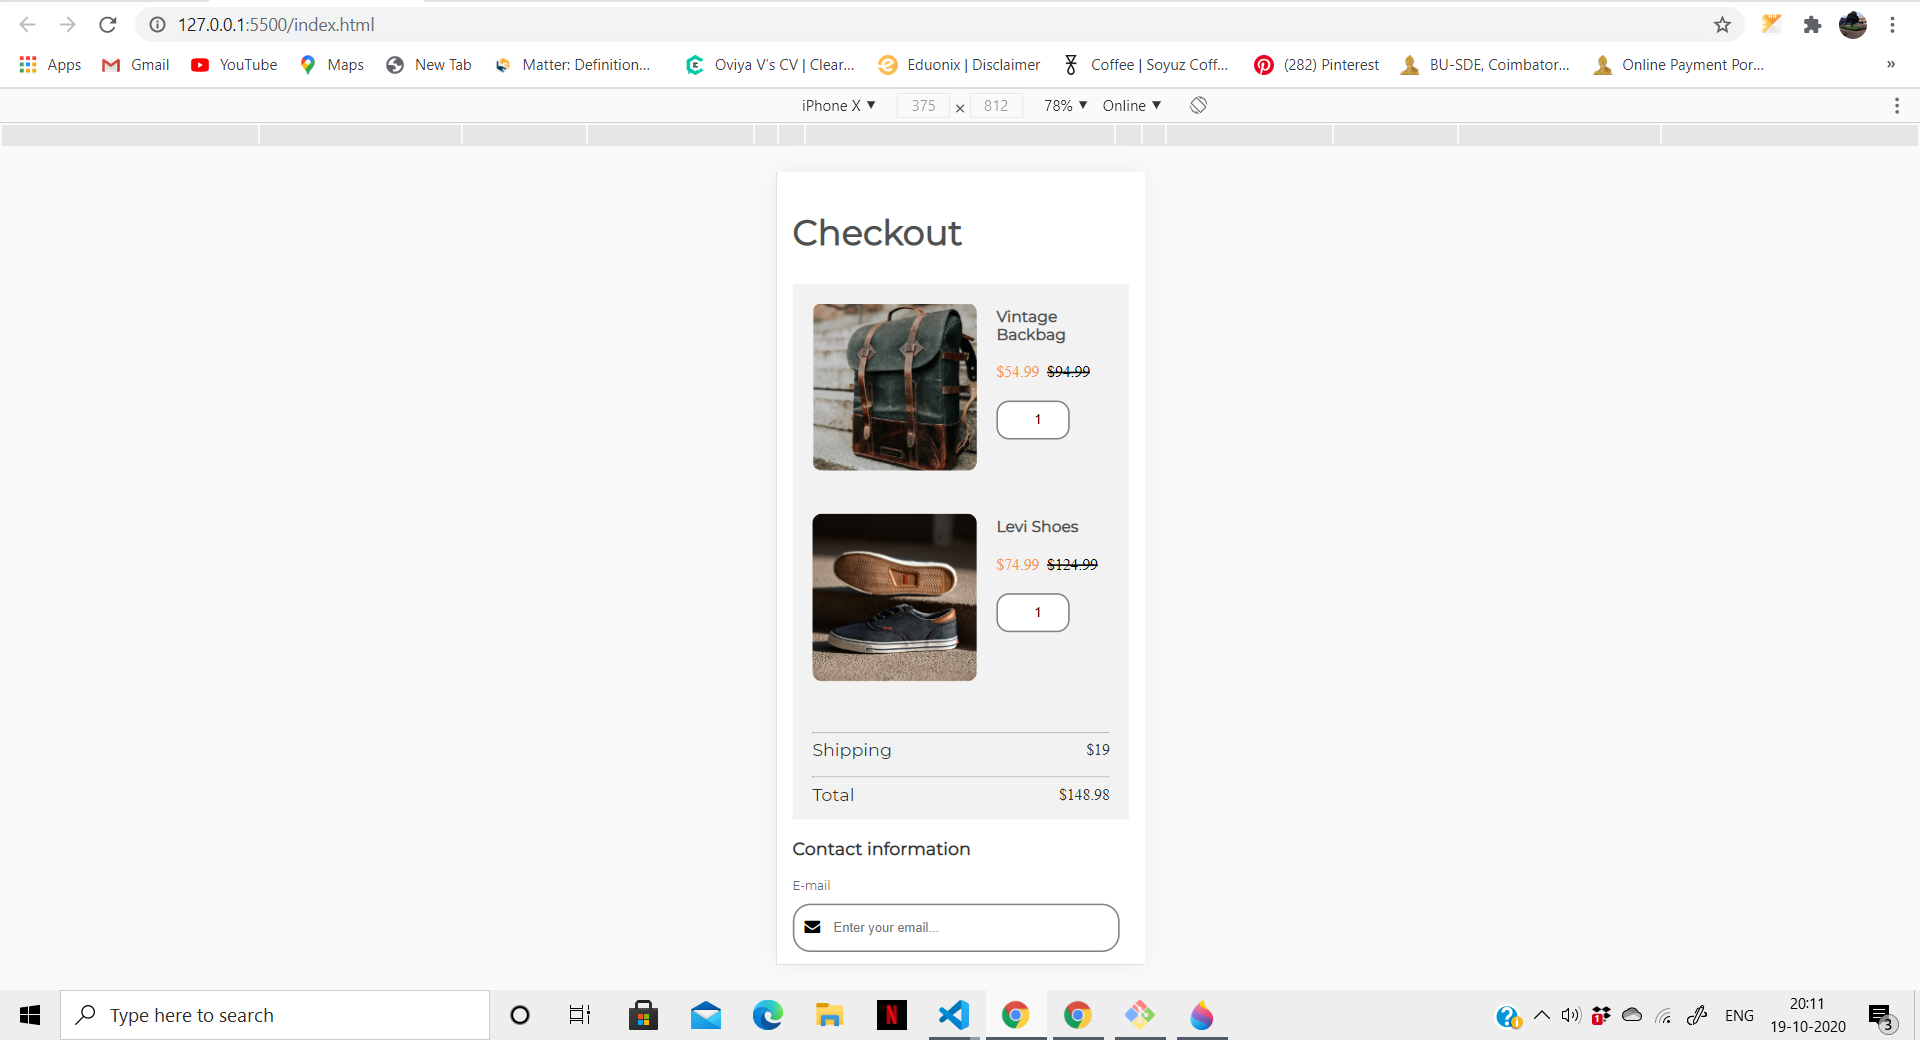 127.0.0.1:5500/index.html
Apps Gmail YouTube Maps New Tab Matter: Definition... Oviya V's CV | Clear... Eduonix | Disclaimer Coffee | Soyuz Coff... (282) Pinterest BU-SDE, Coimbator... Online Payment Por... »
iPhone X ▼ 375 × 812 78% ▼ Online ▼
Checkout
Vintage
Backbag
$54.99 $94.99
1
Levi Shoes
$74.99 $124.99
1
Shipping $19
Total $148.98
Contact information
E-mail
Enter your email...
Type here to search
ENG
20:11
19-10-2020
3